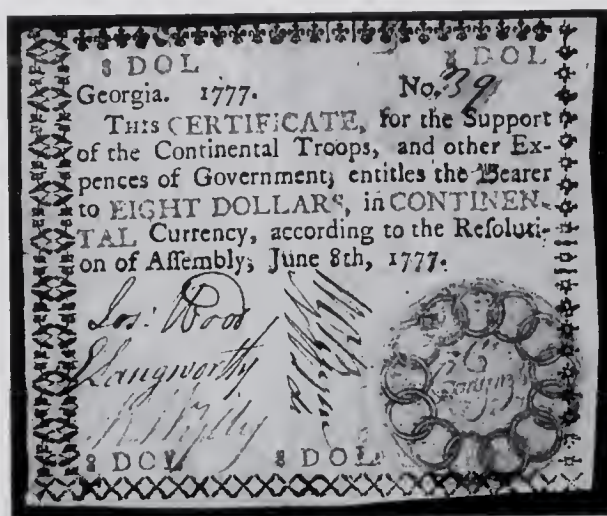 8 DOL 8 DOL
Georgia. 1777. No, 39
THIS CERTIFICATE, for the Support
of the Continental Troops, and other Ex-
pences of Government; entitles the Bearer
to EIGHT DOLLARS, in CONTINEN-
TAL Currency, according to the Reſoluti-
on of Aſſembly; June 8th, 1777.
Jos: Wood
Langworthy
8 DOL 8 DOL